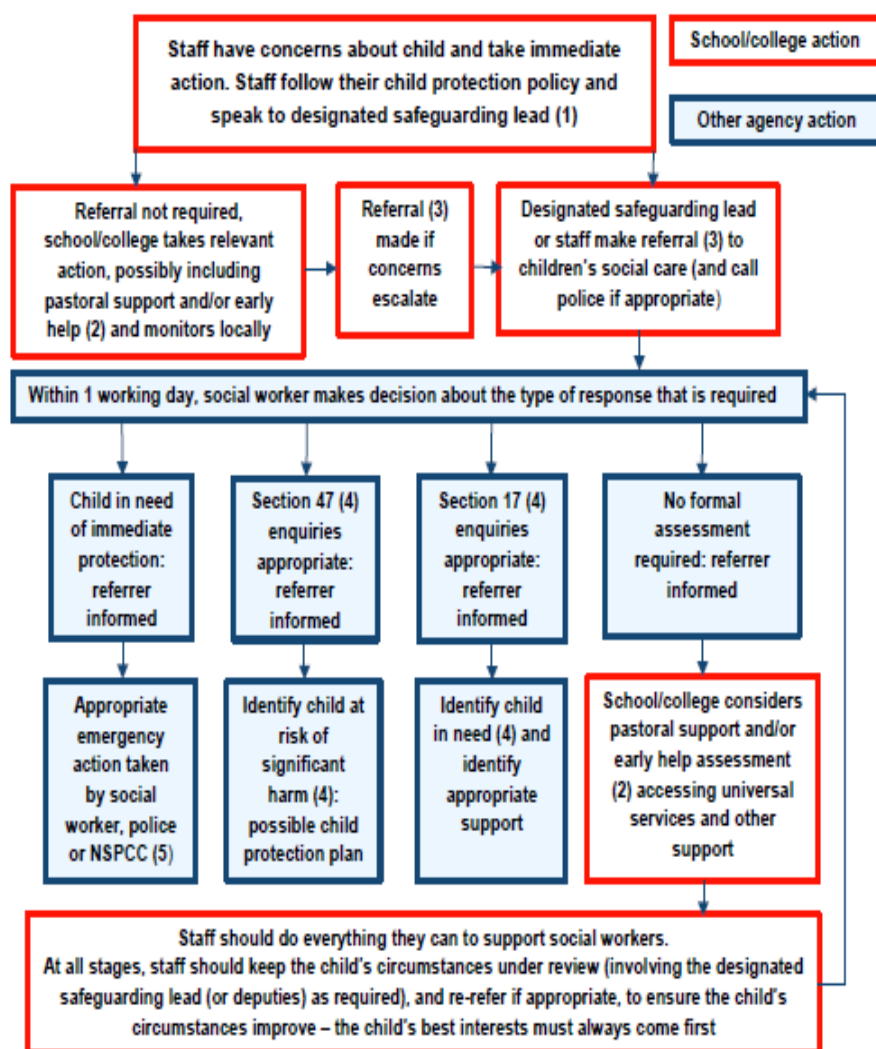 Staff have concerns about child and take immediate
action. Staff follow their child protection policy and
speak to designated safeguarding lead (1)
School/college action
Other agency action
Referral not required,
school/college takes relevant
action, possibly including
pastoral support and/or early
help (2) and monitors locally
Referral (3)
made if
concerns
escalate
Designated safeguarding lead
or staff make referral (3) to
children's social care (and call
police if appropriate)
Within 1 working day, social worker makes decision about the type of response that is required
Child in need
of immediate
protection:
referrer
informed
Section 47 (4)
enquiries
appropriate:
referrer
informed
Section 17 (4)
enquiries
appropriate:
referrer
informed
No formal
assessment
required: referrer
informed
Appropriate
emergency
action taken
by social
worker, police
or NSPCC (5)
Identify child at
risk of
significant
harm (4):
possible child
protection plan
Identify child
in need (4) and
identify
appropriate
support
School/college considers
pastoral support and/or
early help assessment
(2) accessing universal
services and other
support
Staff should do everything they can to support social workers.
At all stages, staff should keep the child's circumstances under review (involving the designated
safeguarding lead (or deputies) as required), and re-refer if appropriate, to ensure the child's
circumstances improve – the child's best interests must always come first